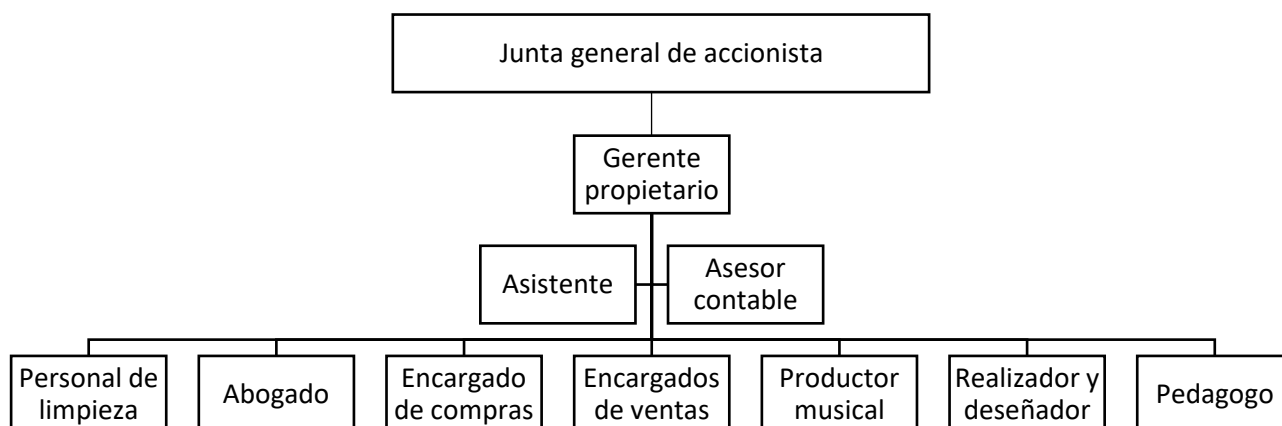 Junta general de accionista
Gerente
propietario
Asistente
Asesor
contable
Personal de
limpieza
Abogado
Encargado
de compras
Encargados
de ventas
Productor
musical
Realizador y
deseñador
Pedagogo